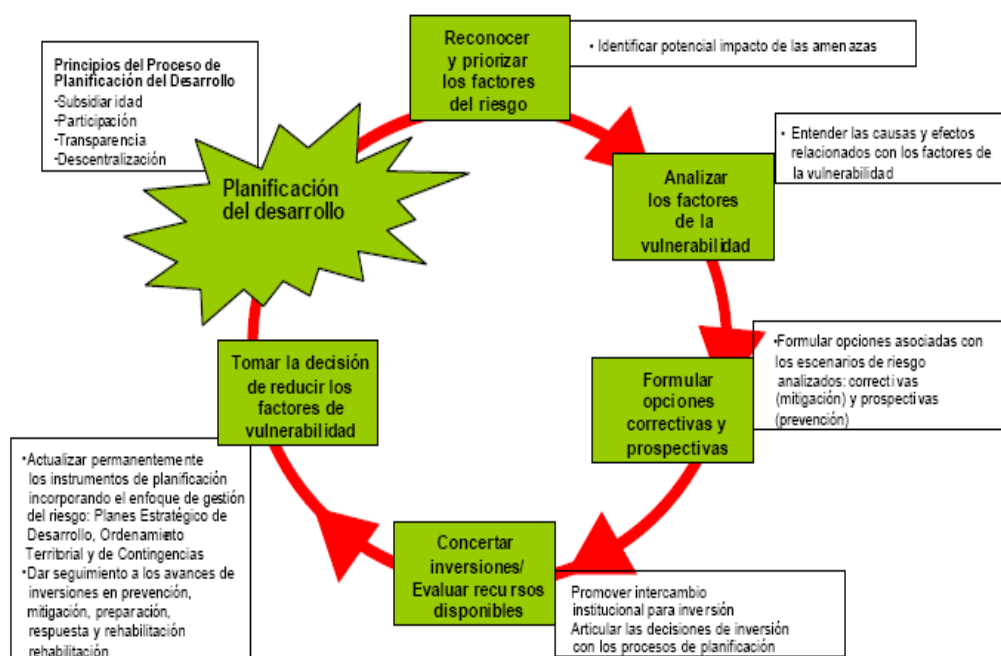 Principios del Proceso de
Planificación del Desarrollo
-Subsidiaridad
-Participación
-Transparencia
-Descentralización
Planificación
del desarrollo
Reconocer
y priorizar
los factores
del riesgo
• Identificar potencial impacto de las amenazas
Analizar
los factores
de la
vulnerabilidad
• Entender las causas y efectos
relacionados con los factores de
la vulnerabilidad
Formular
opciones
correctivas y
prospectivas
•Formular opciones asociadas con
los escenarios de riesgo
analizados: correctivas
(mitigación) y prospectivas
(prevención)
Concertar
inversiones/
Evaluar recursos
disponibles
Promover intercambio
institucional para inversión
Articular las decisiones de inversión
con los procesos de planificación
Tomar la decisión
de reducir los
factores de
vulnerabilidad
•Actualizar permanentemente
los instrumentos de planificación
incorporando el enfoque de gestión
del riesgo: Planes Estratégico de
Desarrollo, Ordenamiento
Territorial y de Contingencias
•Dar seguimiento a los avances de
inversiones en prevención,
mitigación, preparación,
respuesta y rehabilitación
rehabilitación